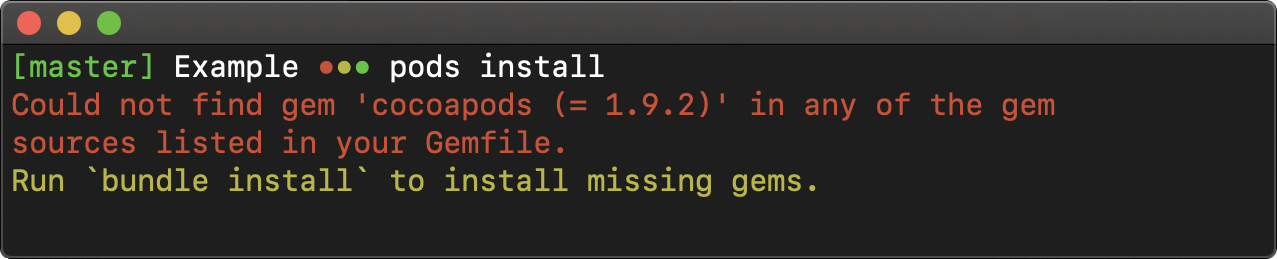 [master] Example ●●● pods install
Could not find gem 'cocoapods (= 1.9.2)' in any of the gem
sources listed in your Gemfile.
Run `bundle install` to install missing gems.